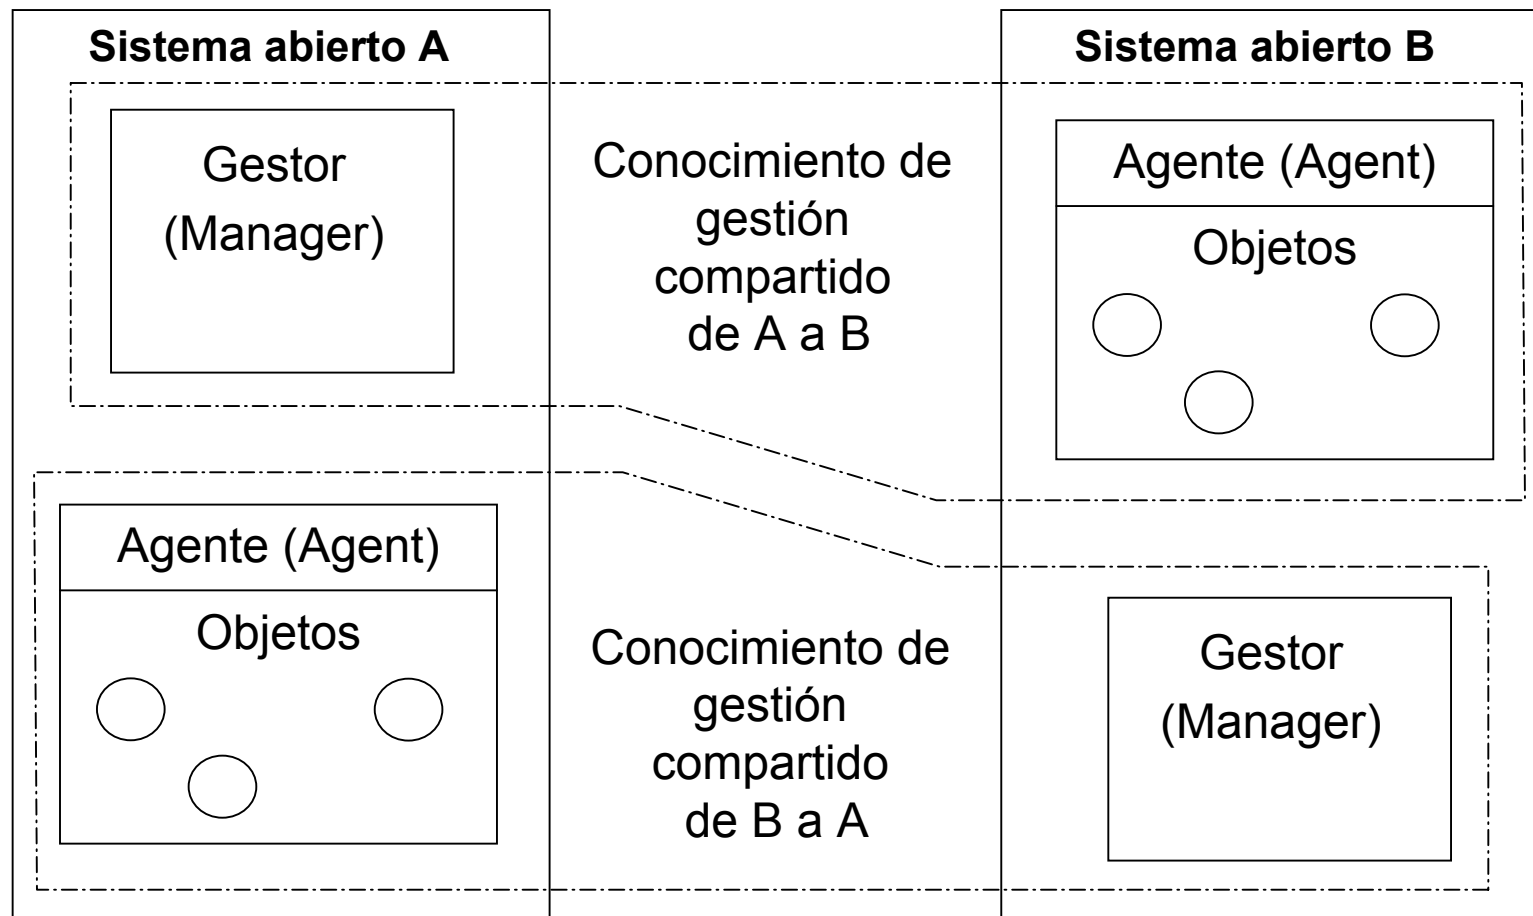 Sistema abierto A
Sistema abierto B
Gestor
(Manager)
Conocimiento de
gestión
compartido
de A a B
Agente (Agent)
Objetos
Agente (Agent)
Objetos
Conocimiento de
gestión
compartido
de B a A
Gestor
(Manager)